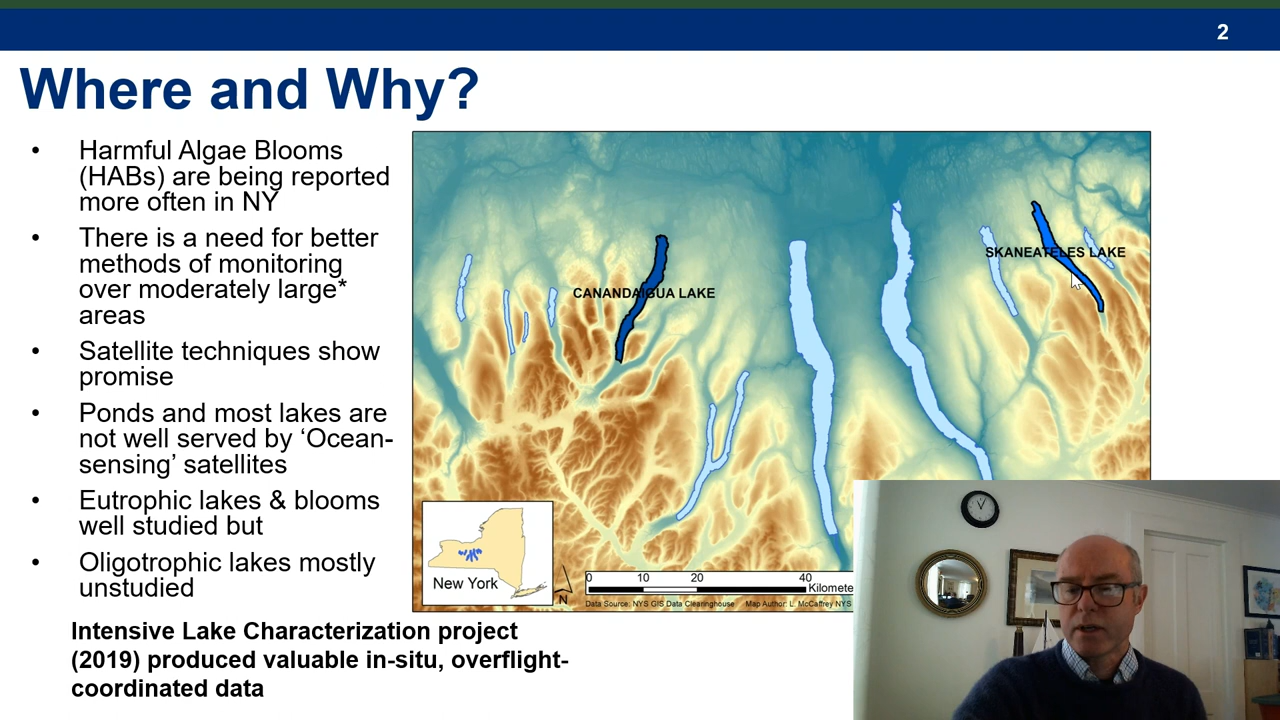 2
Where and Why?
• Harmful Algae Blooms
(HABs) are being reported
more often in NY
• There is a need for better
methods of monitoring
over moderately large*
areas
• Satellite techniques show
promise
• Ponds and most lakes are
not well served by ‘Ocean-
sensing’ satellites
• Eutrophic lakes & blooms
well studied but
• Oligotrophic lakes mostly
unstudied
Intensive Lake Characterization project
(2019) produced valuable in-situ, overflight-
coordinated data
SKANEATELES LAKE
CANANDAIGUA LAKE
New York
N
0 10 20 40
Kilomete
Data Source: NYS GIS Data Clearinghouse Map Author: L. McCaffrey NYS